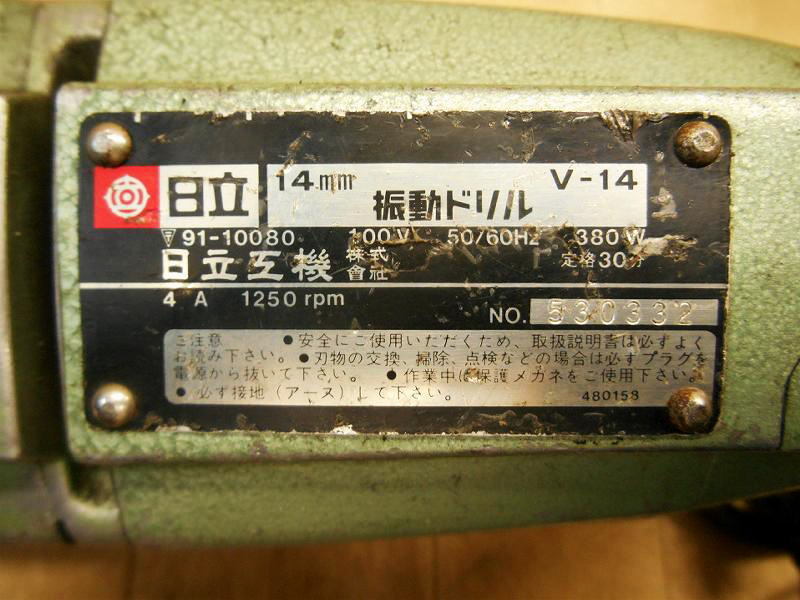 日立 14mm V-14
振動ドリル
91-10080 100V 50/60Hz 380W
日立工機 株式會社 定格30分
4 A 1250 rpm
NO. 530332
ご注意 ●安全にご使用いただくため、取扱説明書は必ずよく
お読み下さい。●刃物の交換、掃除、点検などの場合は必ずプラグを
電源から抜いて下さい。 ●作業中は保護メガネをご使用下さい。
●必ず接地(アース)して下さい。 480158